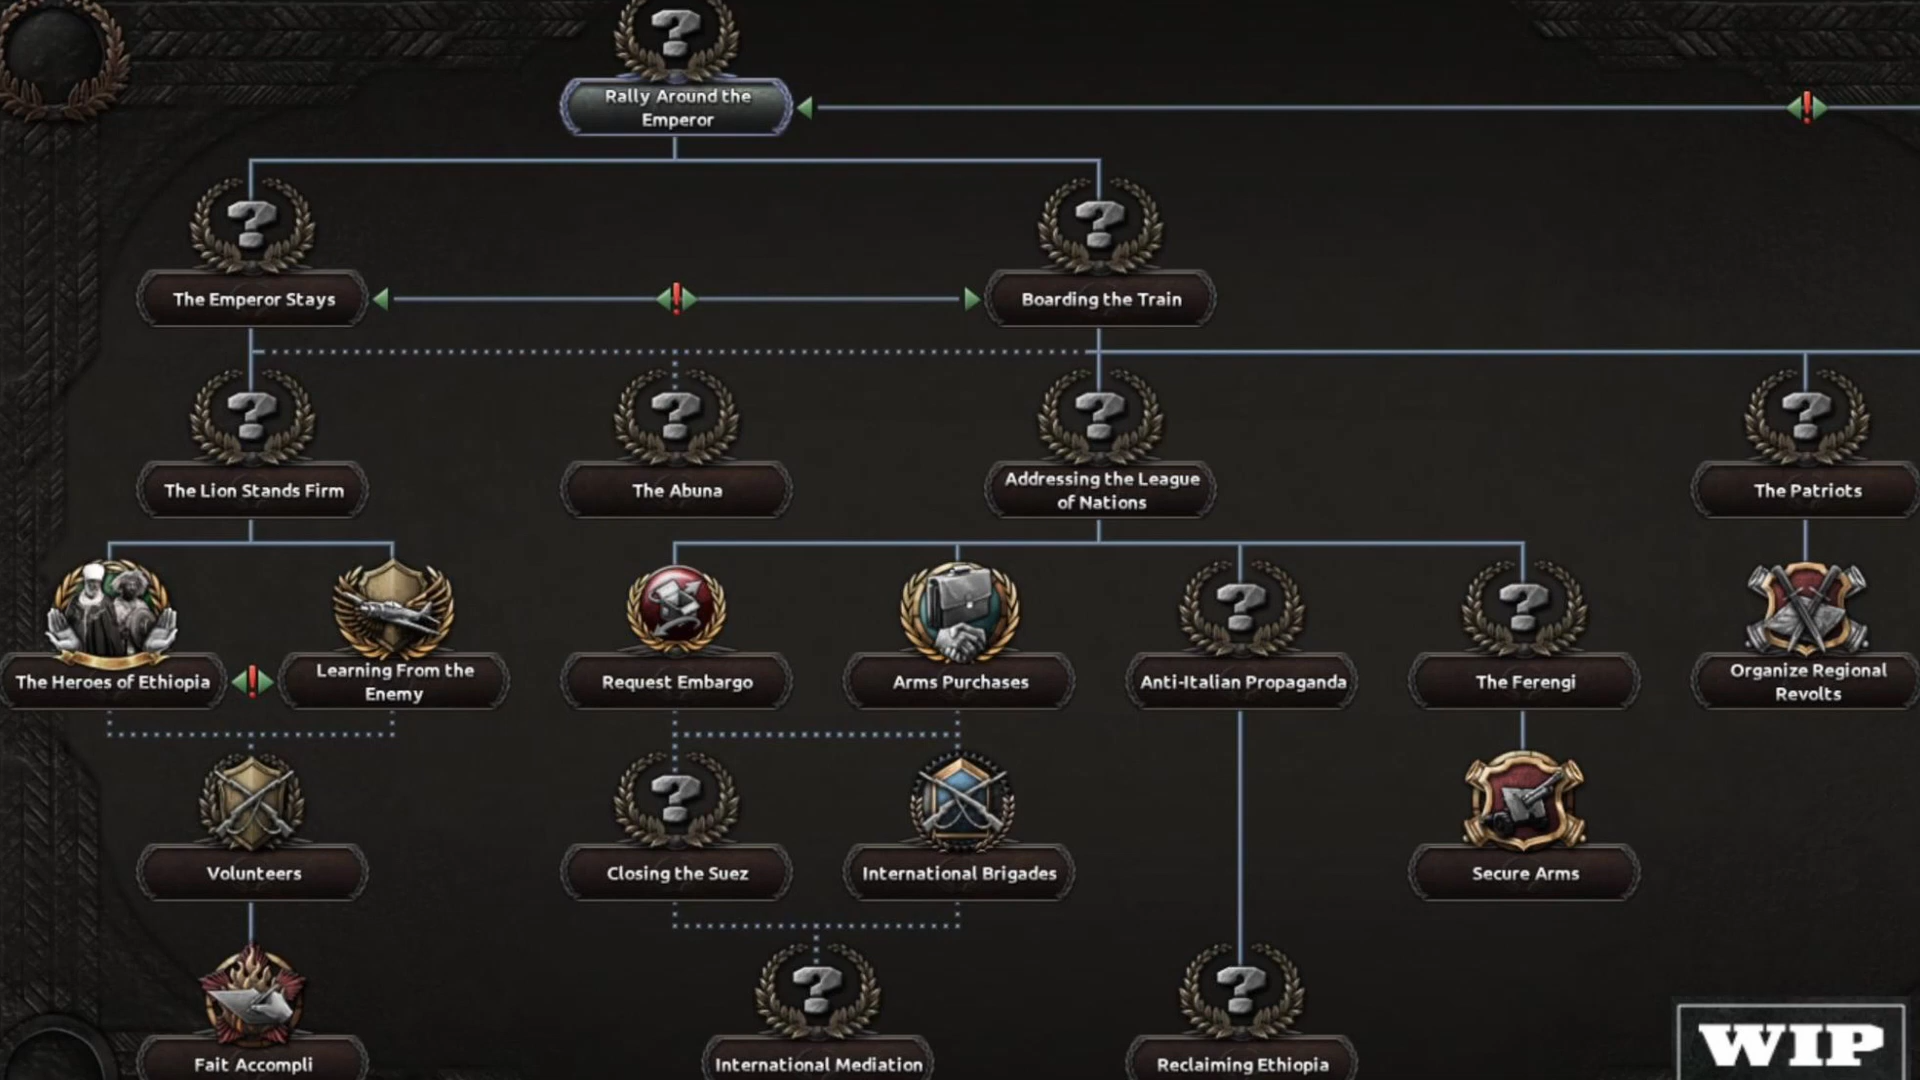 Rally Around the
Emperor
The Emperor Stays
Boarding the Train
The Lion Stands Firm
The Abuna
Addressing the League
of Nations
The Patriots
The Heroes of Ethiopia
Learning From the
Enemy
Request Embargo
Arms Purchases
Anti-Italian Propaganda
The Ferengi
Organize Regional
Revolts
Volunteers
Closing the Suez
International Brigades
Secure Arms
Fait Accompli
International Mediation
Reclaiming Ethiopia
WIP